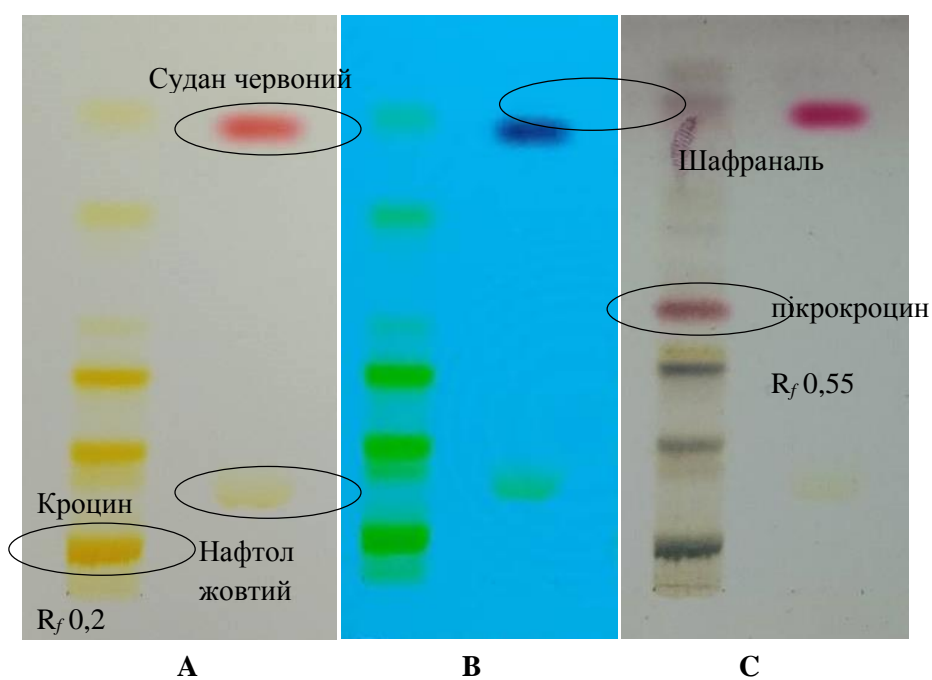 Судан червоний
Шафраналь
пікрокроцин
R𝑓 0,55
Кроцин
Нафтол
жовтий
R𝑓 0,2
A
B
C